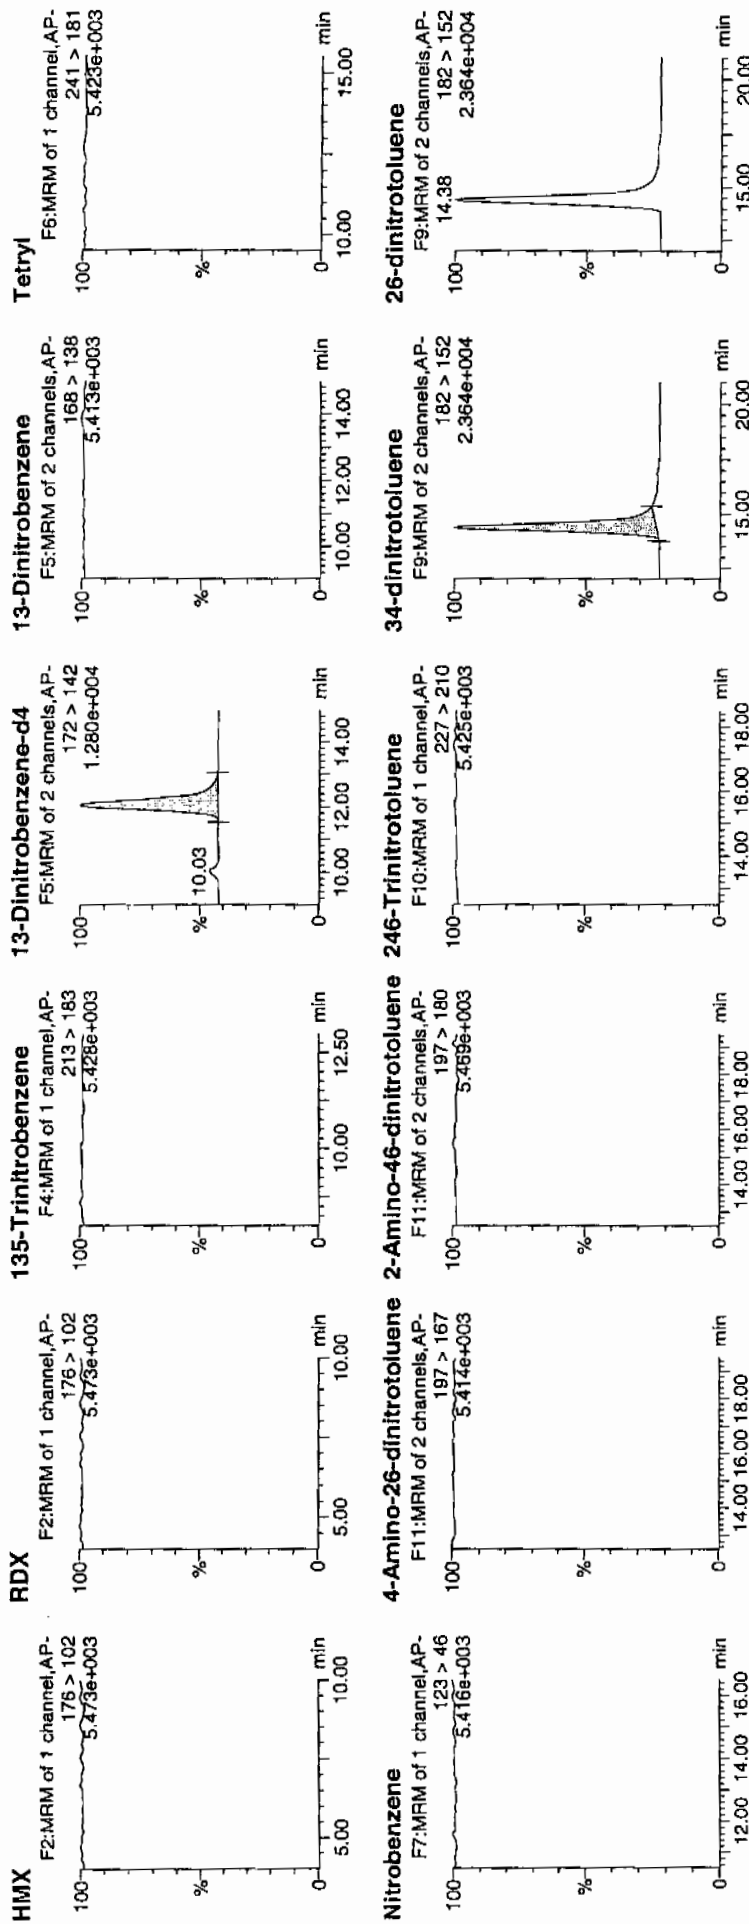 HMX
F2:MRM of 1 channel,AP-
176 > 102
5.473e+003
100
%
0
5.00
10.00
min
RDX
F2:MRM of 1 channel,AP-
176 > 102
5.473e+003
100
%
0
5.00
10.00
min
135-Trinitrobenzene
F4:MRM of 1 channel,AP-
213 > 183
5.428e+003
100
%
0
10.00
12.50
min
13-Dinitrobenzene-d4
F5:MRM of 2 channels,AP-
172 > 142
1.280e+004
100
10.03
%
0
10.00
12.00
14.00
min
13-Dinitrobenzene
F5:MRM of 2 channels,AP-
168 > 138
5.413e+003
100
%
0
10.00
12.00
14.00
min
Tetryl
F6:MRM of 1 channel,AP-
241 > 181
5.423e+003
100
%
0
10.00
15.00
min
Nitrobenzene
F7:MRM of 1 channel,AP-
123 > 46
5.416e+003
100
%
0
12.00
14.00
16.00
min
4-Amino-26-dinitrotoluene
F11:MRM of 2 channels,AP-
197 > 167
5.414e+003
100
%
0
14.00
16.00
18.00
min
2-Amino-46-dinitrotoluene
F11:MRM of 2 channels,AP-
197 > 180
5.469e+003
100
%
0
14.00
16.00
18.00
min
246-Trinitrotoluene
F10:MRM of 1 channel,AP-
227 > 210
5.425e+003
100
%
0
14.00
16.00
18.00
min
34-dinitrotoluene
F9:MRM of 2 channels,AP-
182 > 152
2.364e+004
100
%
0
15.00
20.00
min
26-dinitrotoluene
F9:MRM of 2 channels,AP-
182 > 152
2.364e+004
100
14.38
%
0
15.00
20.00
min